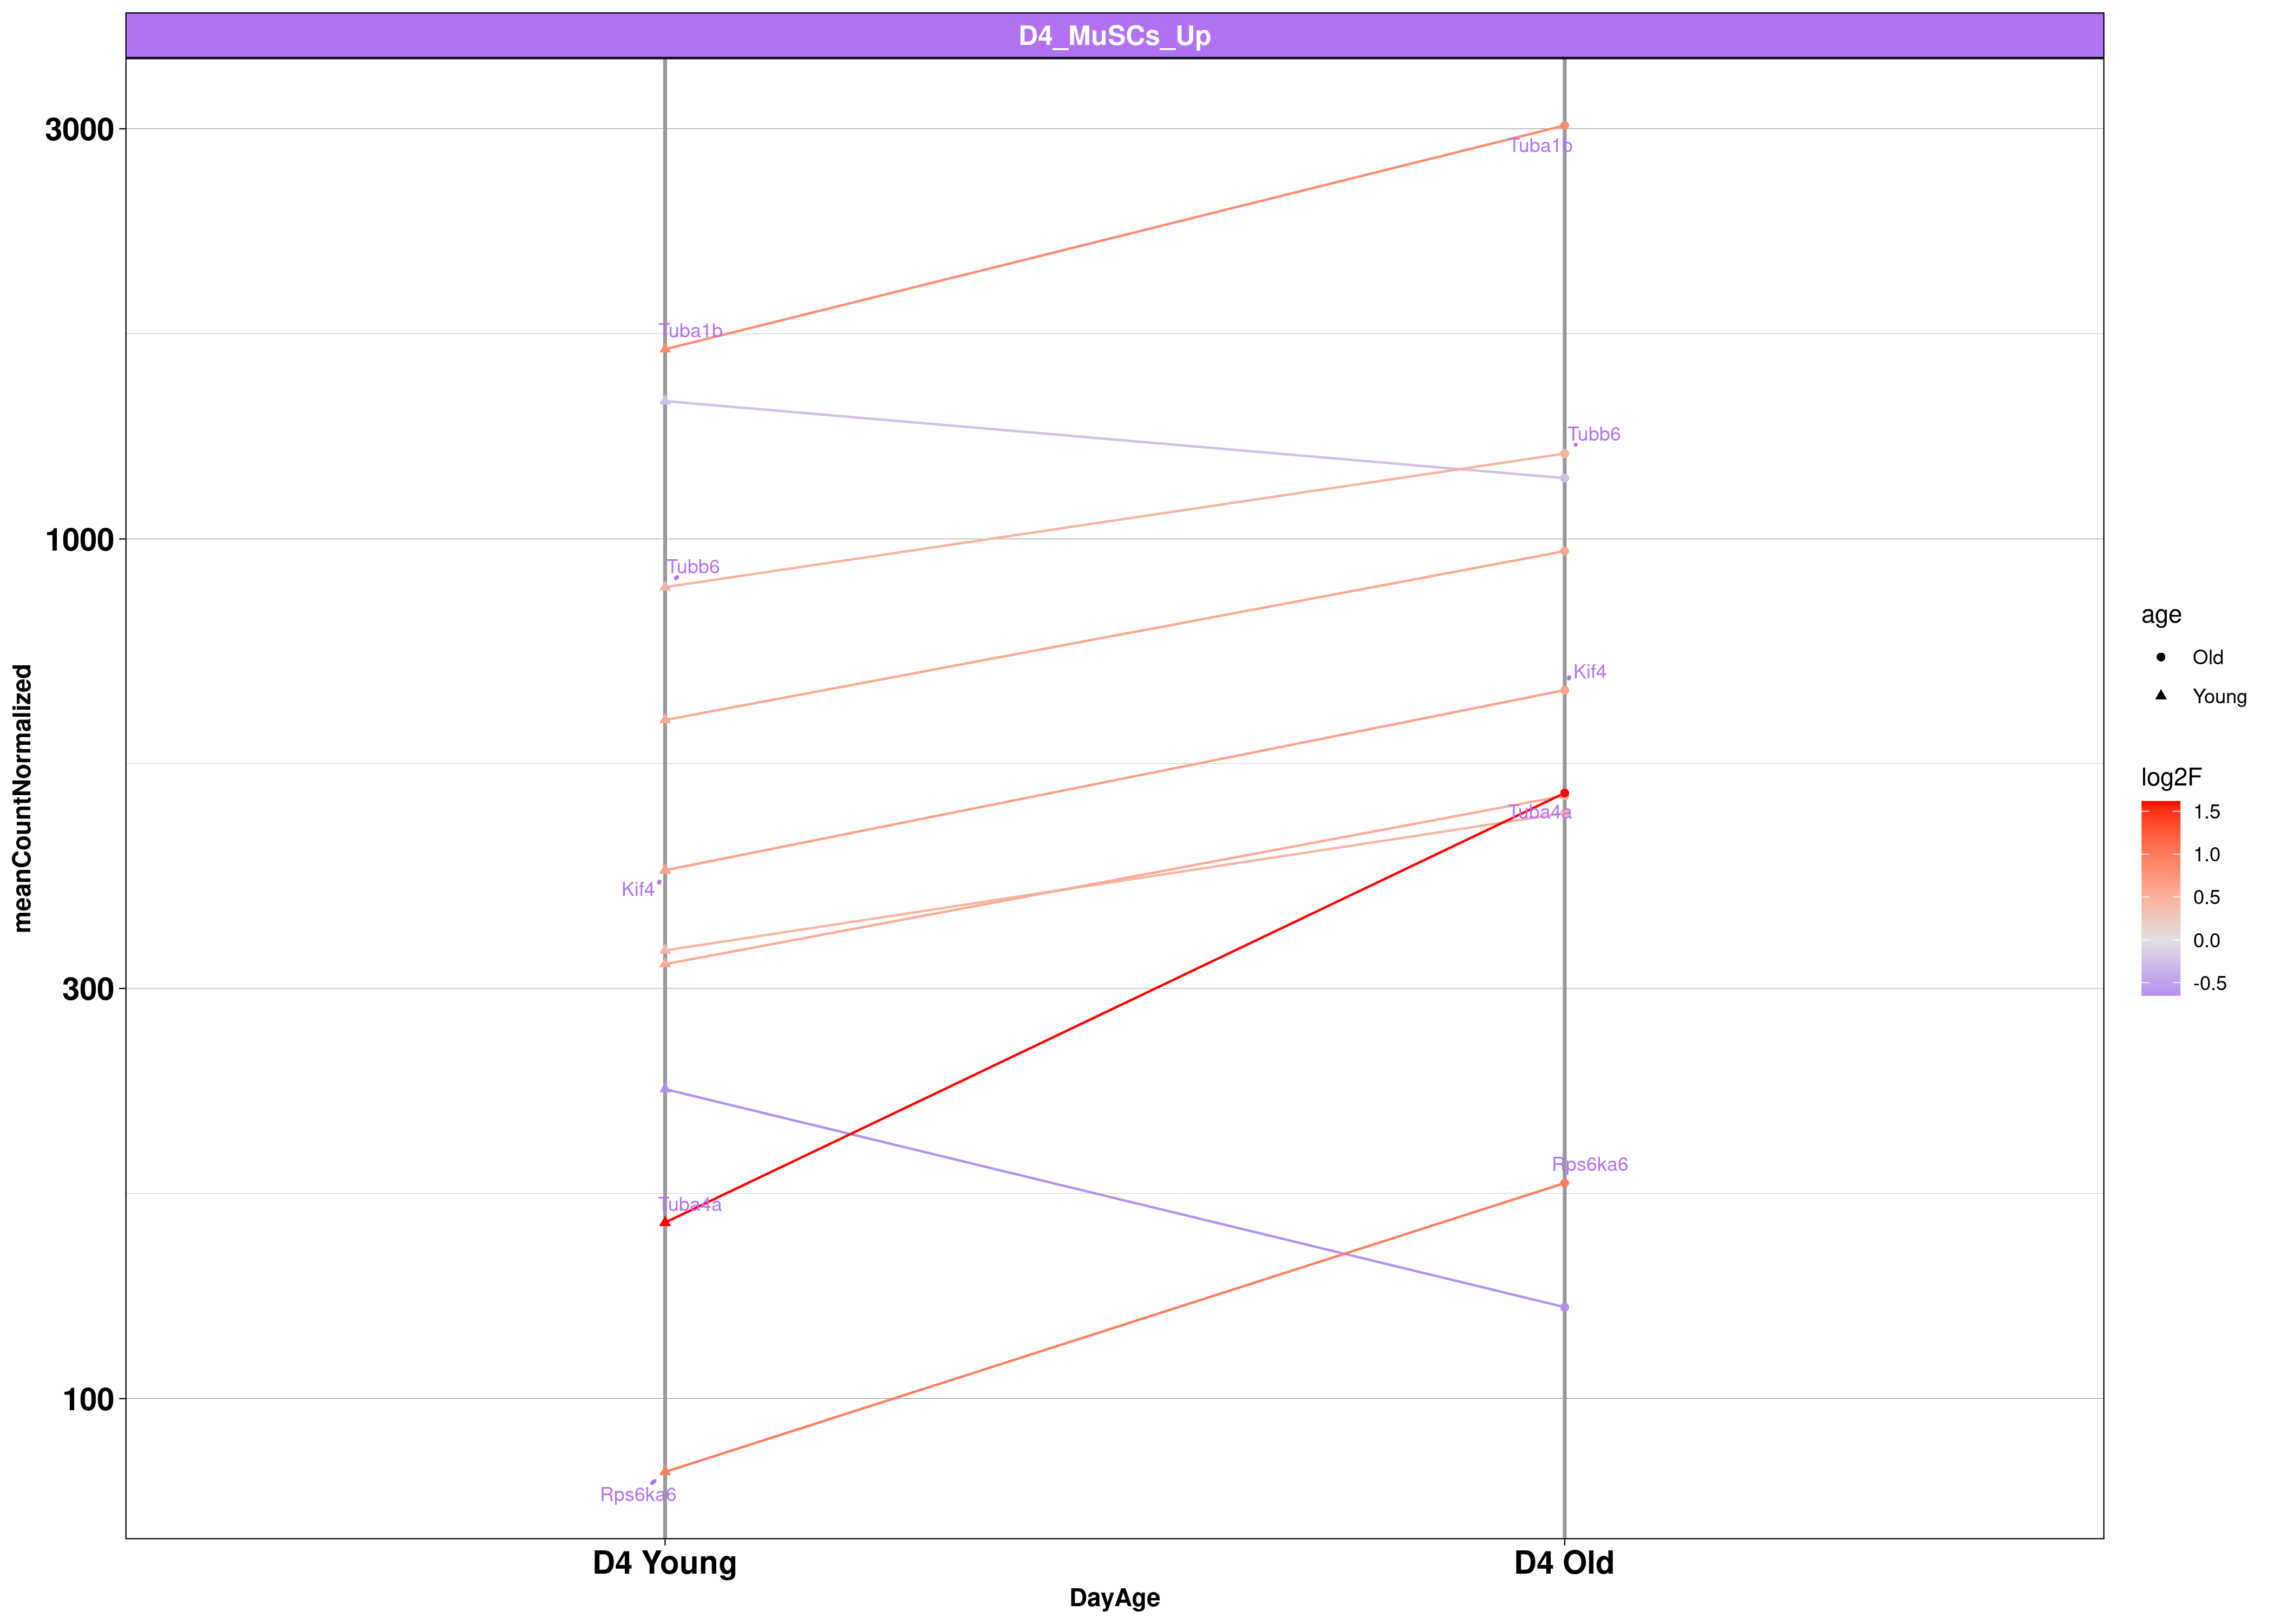 D4_MuSCs_Up
3000
1000
300
100
meanCountNormalized
Tuba1b
Tuba1b
Tubb6
Tubb6
Kif4
Kif4
Tuba4a
Tuba4a
Rps6ka6
Rps6ka6
D4 Young
D4 Old
DayAge
age
Old
Young
log2F
1.5
1.0
0.5
0.0
-0.5